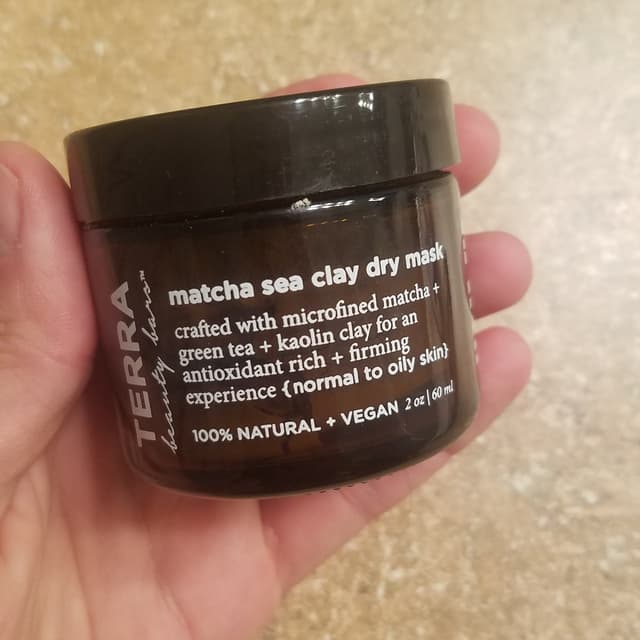 TERRA
beauty bars™
matcha sea clay dry mask
crafted with microfined matcha +
green tea + kaolin clay for an
antioxidant rich + firming
experience {normal to oily skin}
100% NATURAL + VEGAN 2 oz | 60 ml